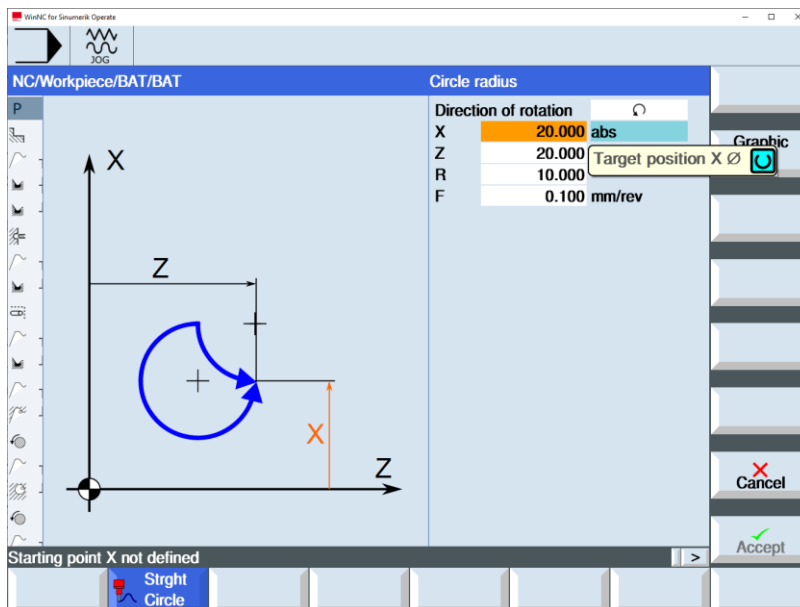 WinNC for Sinumerik Operate
JOG
NC/Workpiece/BAT/BAT
Circle radius
P
Direction of rotation
X 20.000 abs
Z 20.000
Target position X Ø
R 10.000
F 0.100 mm/rev
Graphic
X
Z
X
Z
Cancel
Accept
Starting point X not defined
>
Strght
Circle